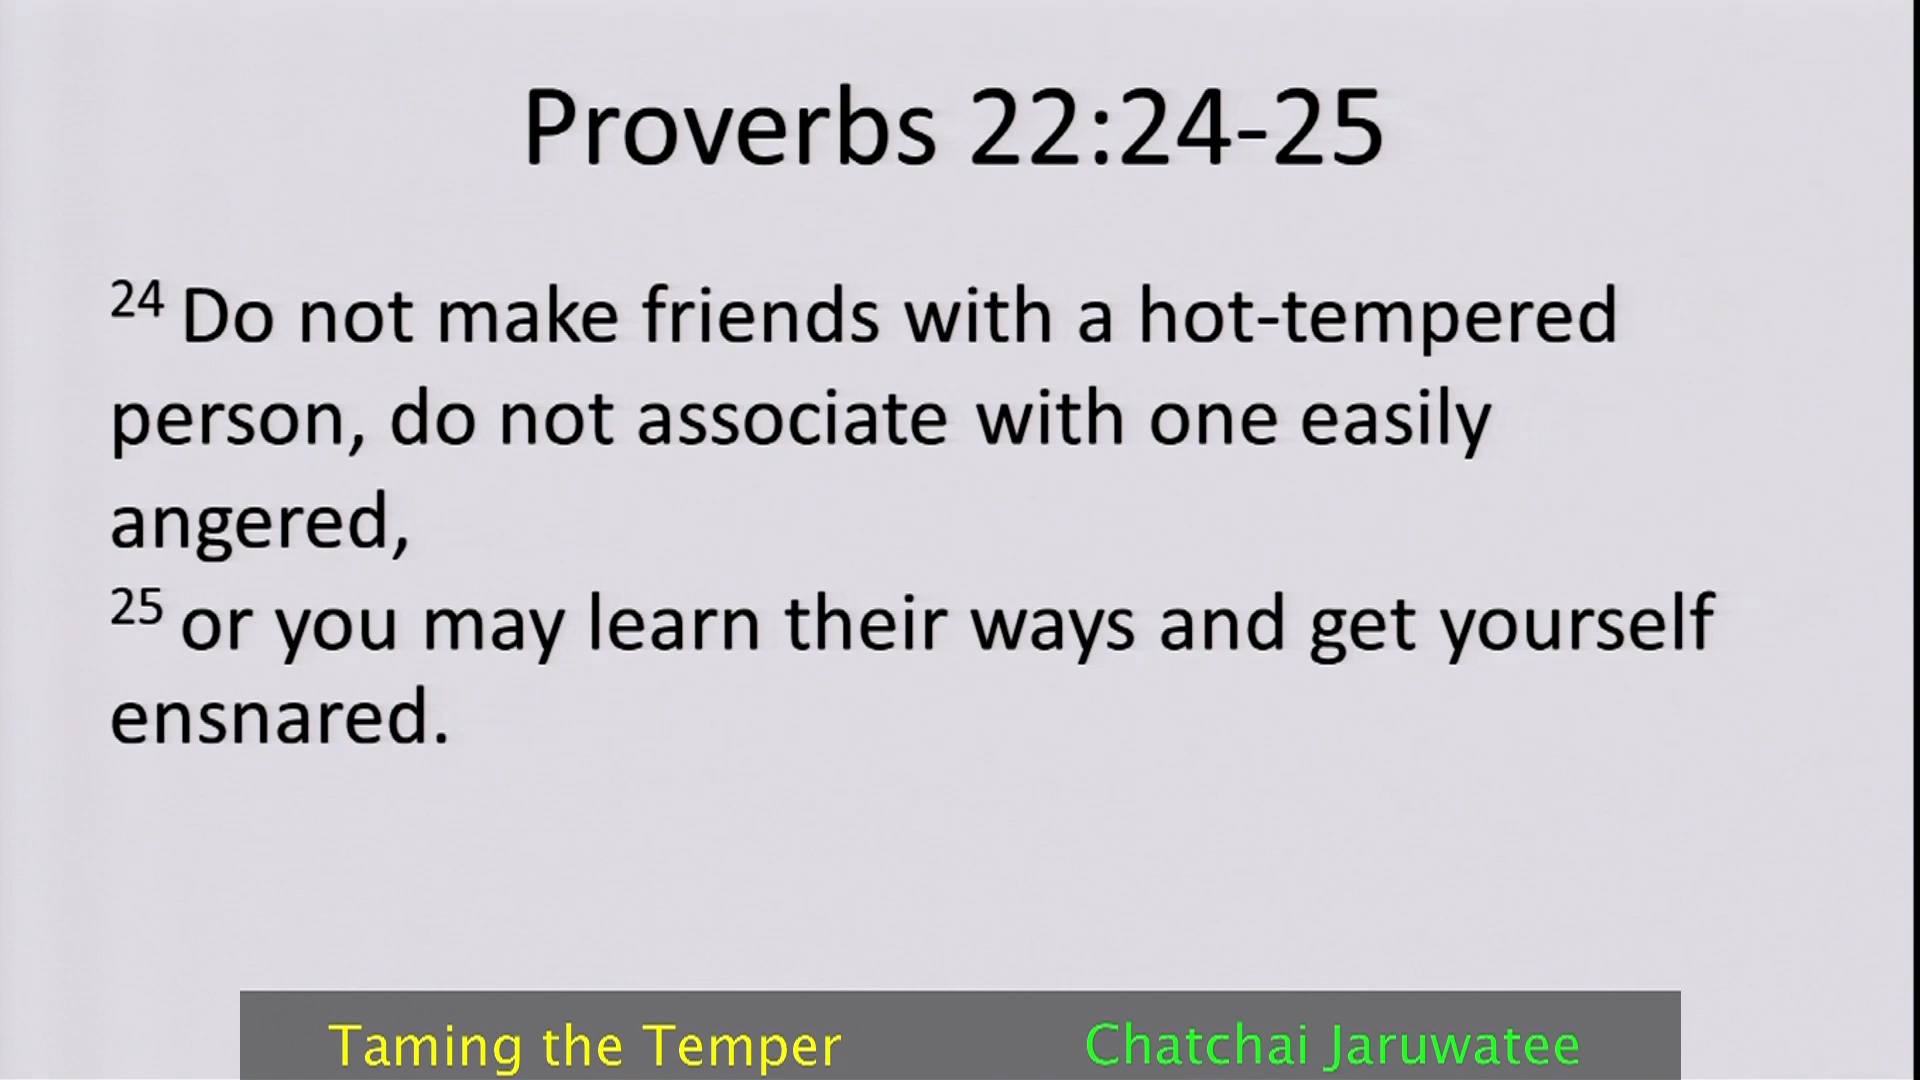 Proverbs 22:24-25
24 Do not make friends with a hot-tempered
person, do not associate with one easily
angered,
25 or you may learn their ways and get yourself
ensnared.
Taming the Temper Chatchai Jaruwatee